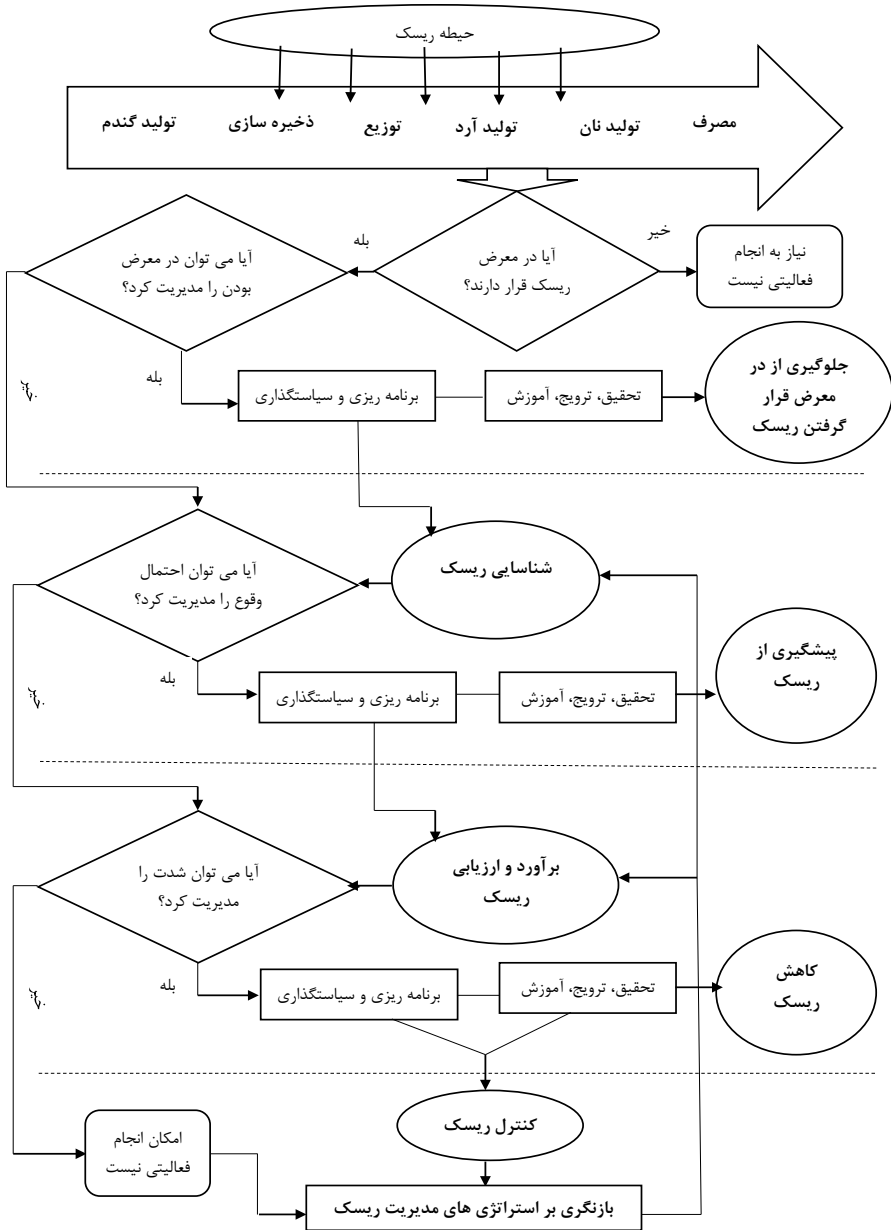 حیطه ریسک
تولید گندم
ذخیره سازی
توزیع
تولید آرد
تولید نان
مصرف
خیر
بله
نیاز به انجام
فعالیتی نیست
آیا در معرض
ریسک قرار دارند؟
آیا می توان در معرض
بودن را مدیریت کرد؟
خیر
بله
برنامه ریزی و سیاستگذاری
تحقیق، ترویج، آموزش
جلوگیری از در
معرض قرار
گرفتن ریسک
شناسایی ریسک
آیا می توان احتمال
وقوع را مدیریت کرد؟
خیر
بله
برنامه ریزی و سیاستگذاری
تحقیق، ترویج، آموزش
پیشگیری از
ریسک
برآورد و ارزیابی
ریسک
آیا می توان شدت را
مدیریت کرد؟
خیر
بله
برنامه ریزی و سیاستگذاری
تحقیق، ترویج، آموزش
کاهش
ریسک
کنترل ریسک
امکان انجام
فعالیتی نیست
بازنگری بر استراتژی های مدیریت ریسک